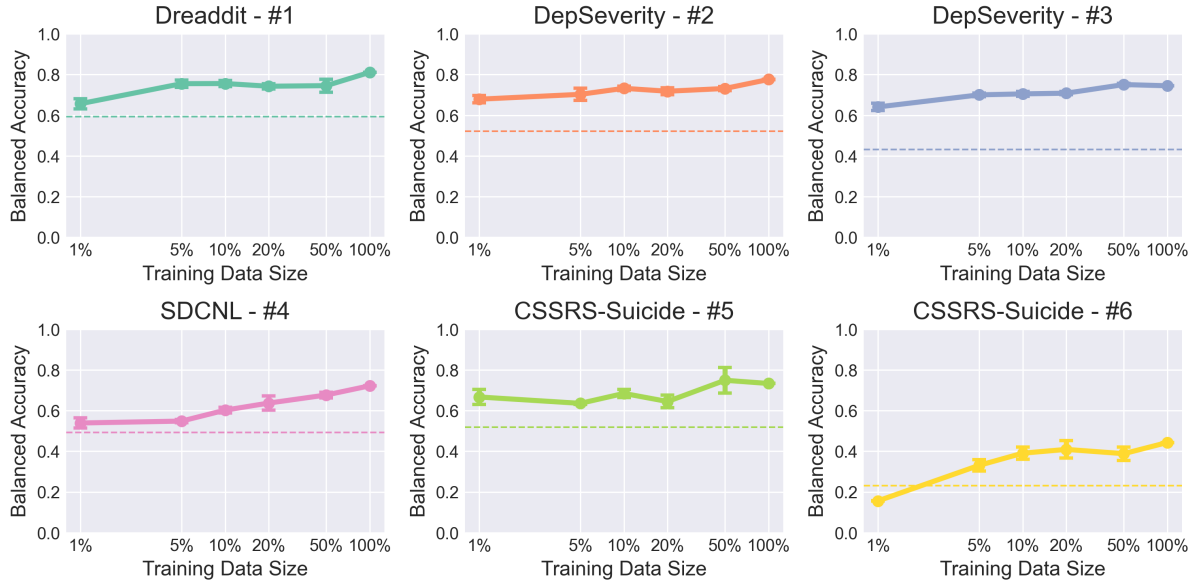 Dreaddit - #1
DepSeverity - #2
DepSeverity - #3
Balanced Accuracy
1.0
0.8
0.6
0.4
0.2
0.0
1% 5% 10% 20% 50% 100%
Training Data Size
Balanced Accuracy
1.0
0.8
0.6
0.4
0.2
0.0
1% 5% 10% 20% 50% 100%
Training Data Size
Balanced Accuracy
1.0
0.8
0.6
0.4
0.2
0.0
1% 5% 10% 20% 50% 100%
Training Data Size
SDCNL - #4
CSSRS-Suicide - #5
CSSRS-Suicide - #6
Balanced Accuracy
1.0
0.8
0.6
0.4
0.2
0.0
1% 5% 10% 20% 50% 100%
Training Data Size
Balanced Accuracy
1.0
0.8
0.6
0.4
0.2
0.0
1% 5% 10% 20% 50% 100%
Training Data Size
Balanced Accuracy
1.0
0.8
0.6
0.4
0.2
0.0
1% 5% 10% 20% 50% 100%
Training Data Size